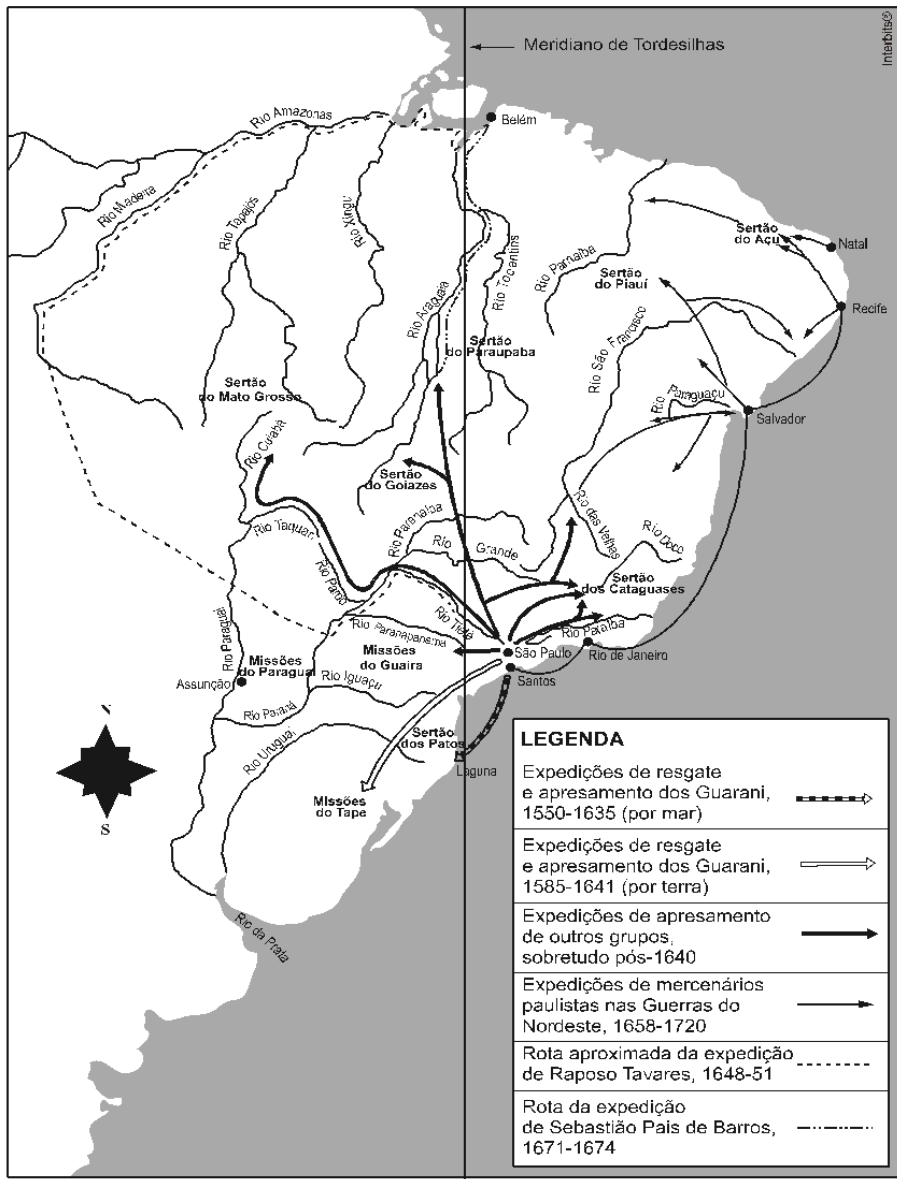 Interbits®
Meridiano de Tordesilhas
Belém
Rio Amazonas
Rio Madeira
Rio Tapajós
Rio Xingu
Rio Araguaia
Rio Tocantins
Rio Parnaíba
Sertão
do Açu
Natal
Sertão
do Piauí
Recife
Rio São Francisco
Sertão
do Paraupaba
Sertão
do Mato Grosso
Rio Paraguaçu
Salvador
Rio Cuiabá
Sertão
do Goiazes
Rio Taquari
Rio Paranaíba
Rio Grande
Rio das Velhas
Rio Doce
Rio Pardo
Sertão
dos Cataguases
Rio Tietê
Rio Paraíba
Rio Paraguai
Rio Paranapanema
São Paulo
Rio de Janeiro
Missões
do Paraguai
Missões
do Guaira
Santos
Assunção
Rio Iguaçu
Rio Paraná
Sertão
dos Patos
Rio Uruguai
Laguna
Missões
do Tape
N
S
Rio da Prata
LEGENDA
Expedições de resgate
e apresamento dos Guarani,
1550-1635 (por mar)
Expedições de resgate
e apresamento dos Guarani,
1585-1641 (por terra)
Expedições de apresamento
de outros grupos,
sobretudo pós-1640
Expedições de mercenários
paulistas nas Guerras do
Nordeste, 1658-1720
Rota aproximada da expedição
de Raposo Tavares, 1648-51
Rota da expedição
de Sebastião Pais de Barros,
1671-1674